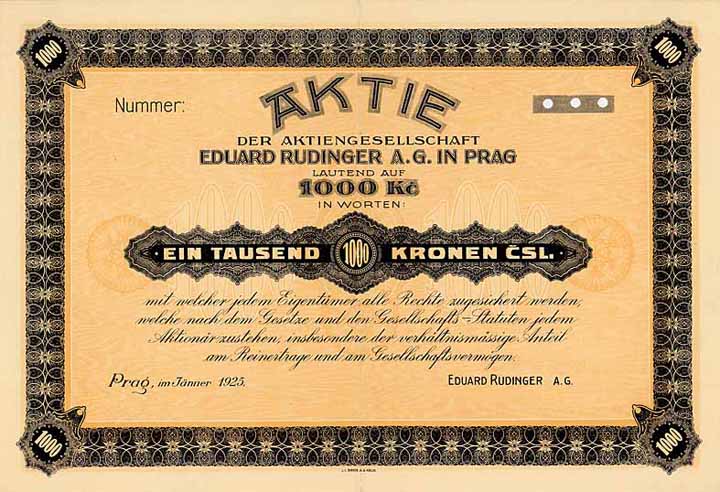 1000
1000
Nummer:
AKTIE
DER AKTIENGESELLSCHAFT
EDUARD RUDINGER A.G. IN PRAG
LAUTEND AUF
1000 Kč
IN WORTEN:
1000 1000
· EIN TAUSEND 1000 KRONEN ČSL. ·
mit welcher jedem Eigentümer alle Rechte zugesichert werden,
welche nach dem Gesetze und den Gesellschafts-Statuten jedem
Aktionär zustehen, insbesondere der verhältnismässige Anteil
am Reinertrage und am Gesellschaftsvermögen.
Prag, im Jänner 1925.
EDUARD RUDINGER A.G.
1000
1000